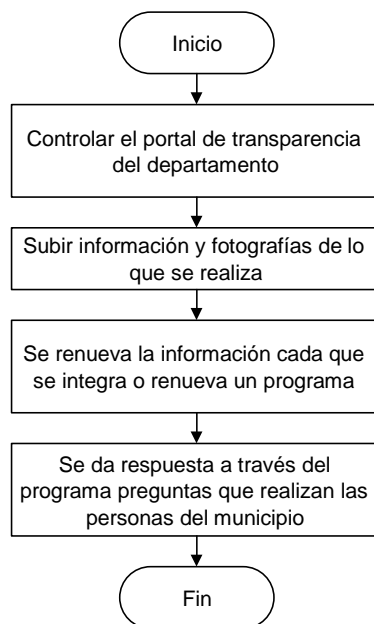 Inicio
Controlar el portal de transparencia
del departamento
Subir información y fotografías de lo
que se realiza
Se renueva la información cada que
se integra o renueva un programa
Se da respuesta a través del
programa preguntas que realizan las
personas del municipio
Fin